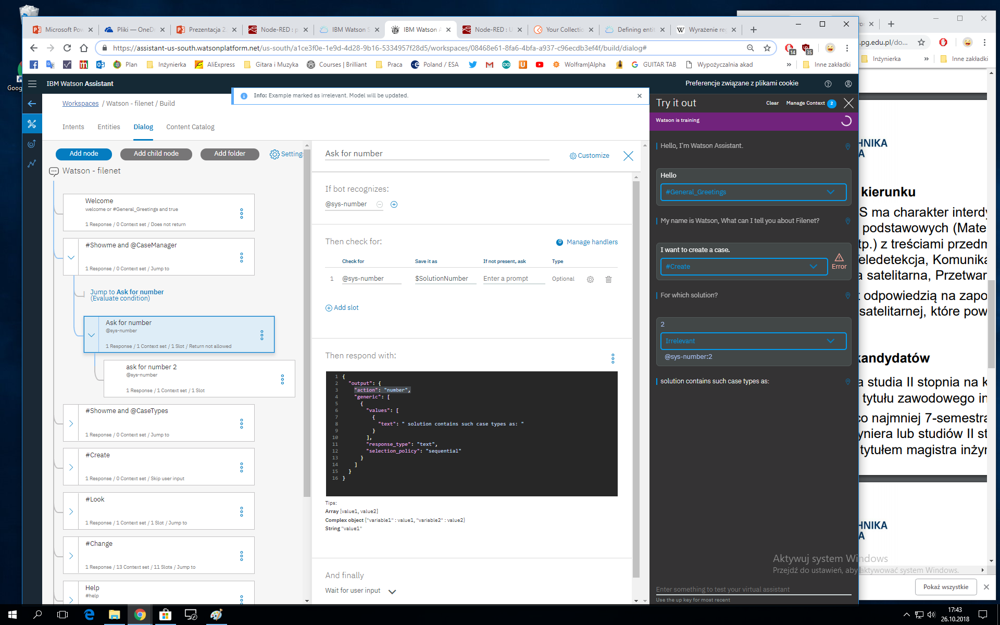 Microsoft Pow
Pliki — OneDr
Prezentacja 2.
Node-RED : p
IBM Watson S
IBM Watson A
Node-RED : U
Your Collectio
Defining entit
Wyrażenie reg
https://assistant-us-south.watsonplatform.net/us-south/a1ce3f0e-1e9d-4d28-9b16-5334957f28d5/workspaces/08468e61-8fa6-4bfa-a937-c96ecdb3ef4f/build/dialog#
14
35
.pg.edu.pl/do...
Plan
Inżynierka
AliExpress
Gitara i Muzyka
Courses | Brilliant
Praca
Poland / ESA
Wolfram|Alpha
GUITAR TAB
Wypożyczalnia akad
»
Inne zakładki
Inżynierka
»
Inne zakładki
Goog
IBM Watson Assistant
Preferencje związane z plikami cookie
Info: Example marked as irrelevant. Model will be updated.
Workspaces / Watson - filenet / Build
Intents
Entities
Dialog
Content Catalog
Add node
Add child node
Add folder
Settings
Watson - filenet
Welcome
welcome or #General_Greetings and true
1 Response / 0 Context set / Does not return
#Showme and @CaseManager
1 Response / 0 Context set / Jump to
Jump to Ask for number
(Evaluate condition)
Ask for number
@sys-number
1 Response / 1 Context set / 1 Slot / Return not allowed
ask for number 2
@sys-number
1 Response / 1 Context set / 1 Slot
#Showme and @CaseTypes
1 Response / 0 Context set / Jump to
#Create
1 Response / 0 Context set / Skip user input
#Look
1 Response / 1 Context set / 1 Slot / Jump to
#Change
1 Response / 13 Context set / 11 Slots / Jump to
Help
#help
Ask for number
Customize
If bot recognizes:
@sys-number
Then check for:
0 Manage handlers
Check for
Save it as
If not present, ask
Type
1 @sys-number $SolutionNumber Enter a prompt Optional
Add slot
Then respond with:
1 {
2 "output": {
3 "action": "number",
4 "generic": [
5 {
6 "values": [
7 {
8 "text": " solution contains such case types as: "
9 }
10 ],
11 "response_type": "text",
12 "selection_policy": "sequential"
13 }
14 ]
15 }
16 }
Tips:
Array [value1, value2]
Complex object {"variable1" : value1, "variable2" : value2}
String "value1"
And finally
Wait for user input
Try it out
Clear
Manage Context 2
Watson is training
Hello, I'm Watson Assistant.
Hello
#General_Greetings
My name is Watson, What can I tell you about Filenet?
I want to create a case.
#Create
Error
For which solution?
2
Irrelevant
@sys-number:2
solution contains such case types as:
Enter something to test your virtual assistant
Use the up key for most recent
HNIKA
A
kierunku
S ma charakter interdy
podstawowych (Mate
tp.) z treściami przedm
eledetekcja, Komunika
a satelitarna, Przetwar
t odpowiedzią na zapo
satelitarnej, które pow
kandydatów
a studia II stopnia na k
tytułu zawodowego in
co najmniej 7-semestra
yniera lub studiów II st
tytułem magistra inżyn
HNIKA
A
Aktywuj system Windows
Przejdź do ustawień, aby aktywować system Windows.
Pokaż wszystkie
17:43
26.10.2018